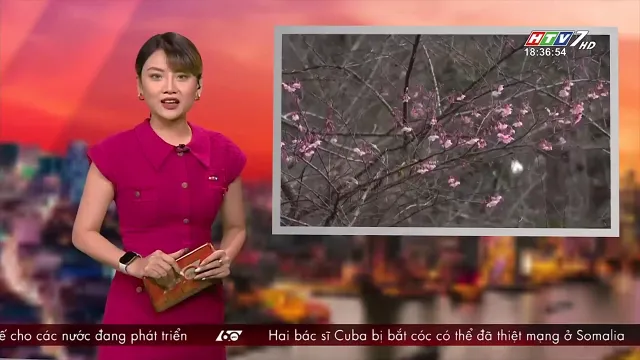 HTV7 HD
18:36:54
ế cho các nước đang phát triển
60 Hai bác sĩ Cuba bị bắt cóc có thể đã thiệt mạng ở Somalia